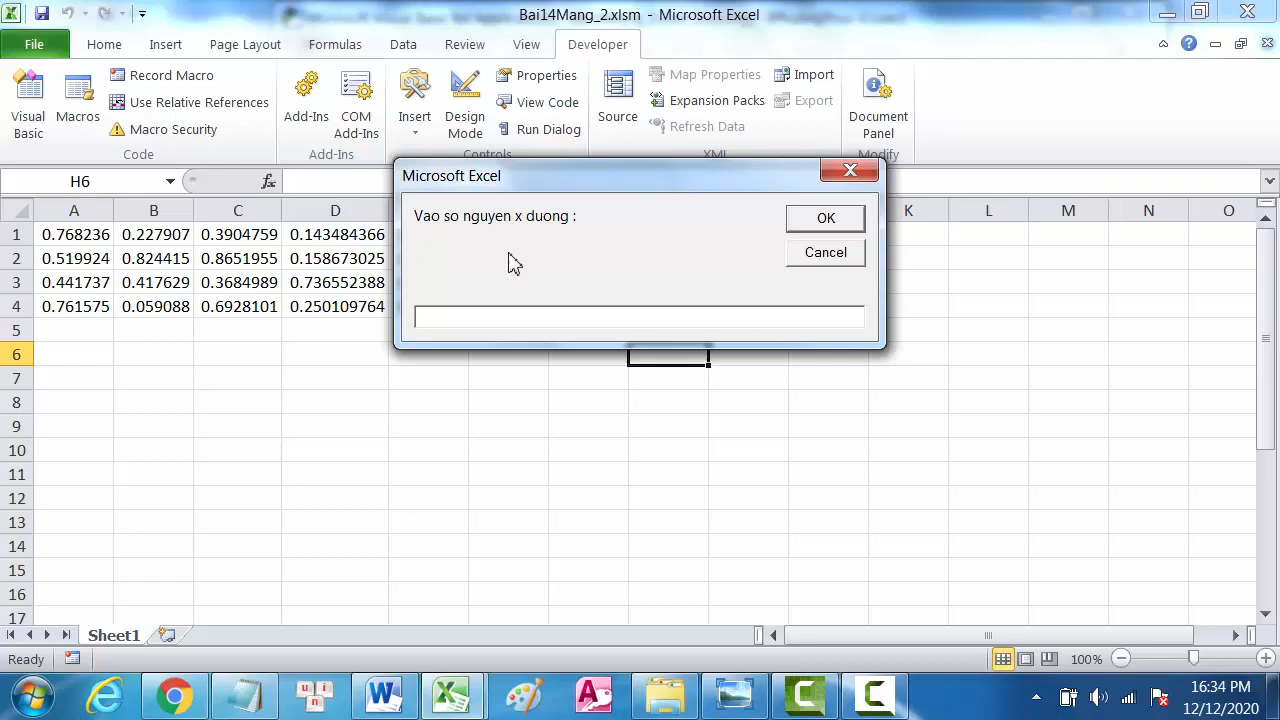 Bai14Mang_2.xlsm - Microsoft Excel
File Home Insert Page Layout Formulas Data Review View Developer
Visual Basic
Macros
Record Macro
Use Relative References
Macro Security
Code
Add-Ins
COM Add-Ins
Add-Ins
Insert
Design Mode
Properties
View Code
Run Dialog
Controls
Source
Map Properties
Expansion Packs
Refresh Data
Import
Export
XML
Document Panel
Modify
H6
fx
Microsoft Excel
Vao so nguyen x duong :
OK
Cancel
A B C D K L M N O
1 0.768236 0.227907 0.3904759 0.143484366
2 0.519924 0.824415 0.8651955 0.158673025
3 0.441737 0.417629 0.3684989 0.736552388
4 0.761575 0.059088 0.6928101 0.250109764
5
6
7
8
9
10
11
12
13
14
15
16
17
Sheet1
Ready
100%
16:34 PM
12/12/2020